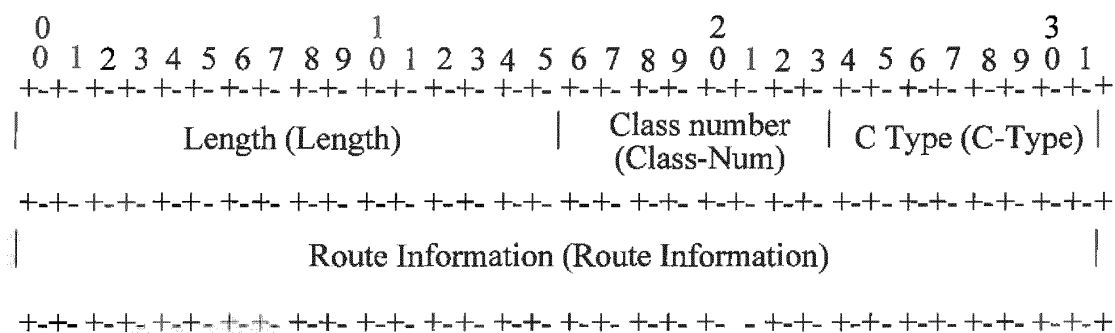 0 1 2 3
0 1 2 3 4 5 6 7 8 9 0 1 2 3 4 5 6 7 8 9 0 1 2 3 4 5 6 7 8 9 0 1
+-+- +-+- +-+- +-+- +-+- +-+- +-+- +-+- +-+- +-+- +-+- +-+- +-+- +-+- +-+- +-+-+
| Length (Length) | Class number | C Type (C-Type) |
(Class-Num)
+-+- +-+- +-+- +-+- +-+- +-+- +-+- +-+- +-+- +-+- +-+- +-+- +-+- +-+- +-+- +-+-+
| Route Information (Route Information) |
+-+- +-+- +-+- +-+- +-+- +-+- +-+- +-+- +-+- +-+- +- -+- +-+- +-+- +-+- +-+- +-+-+